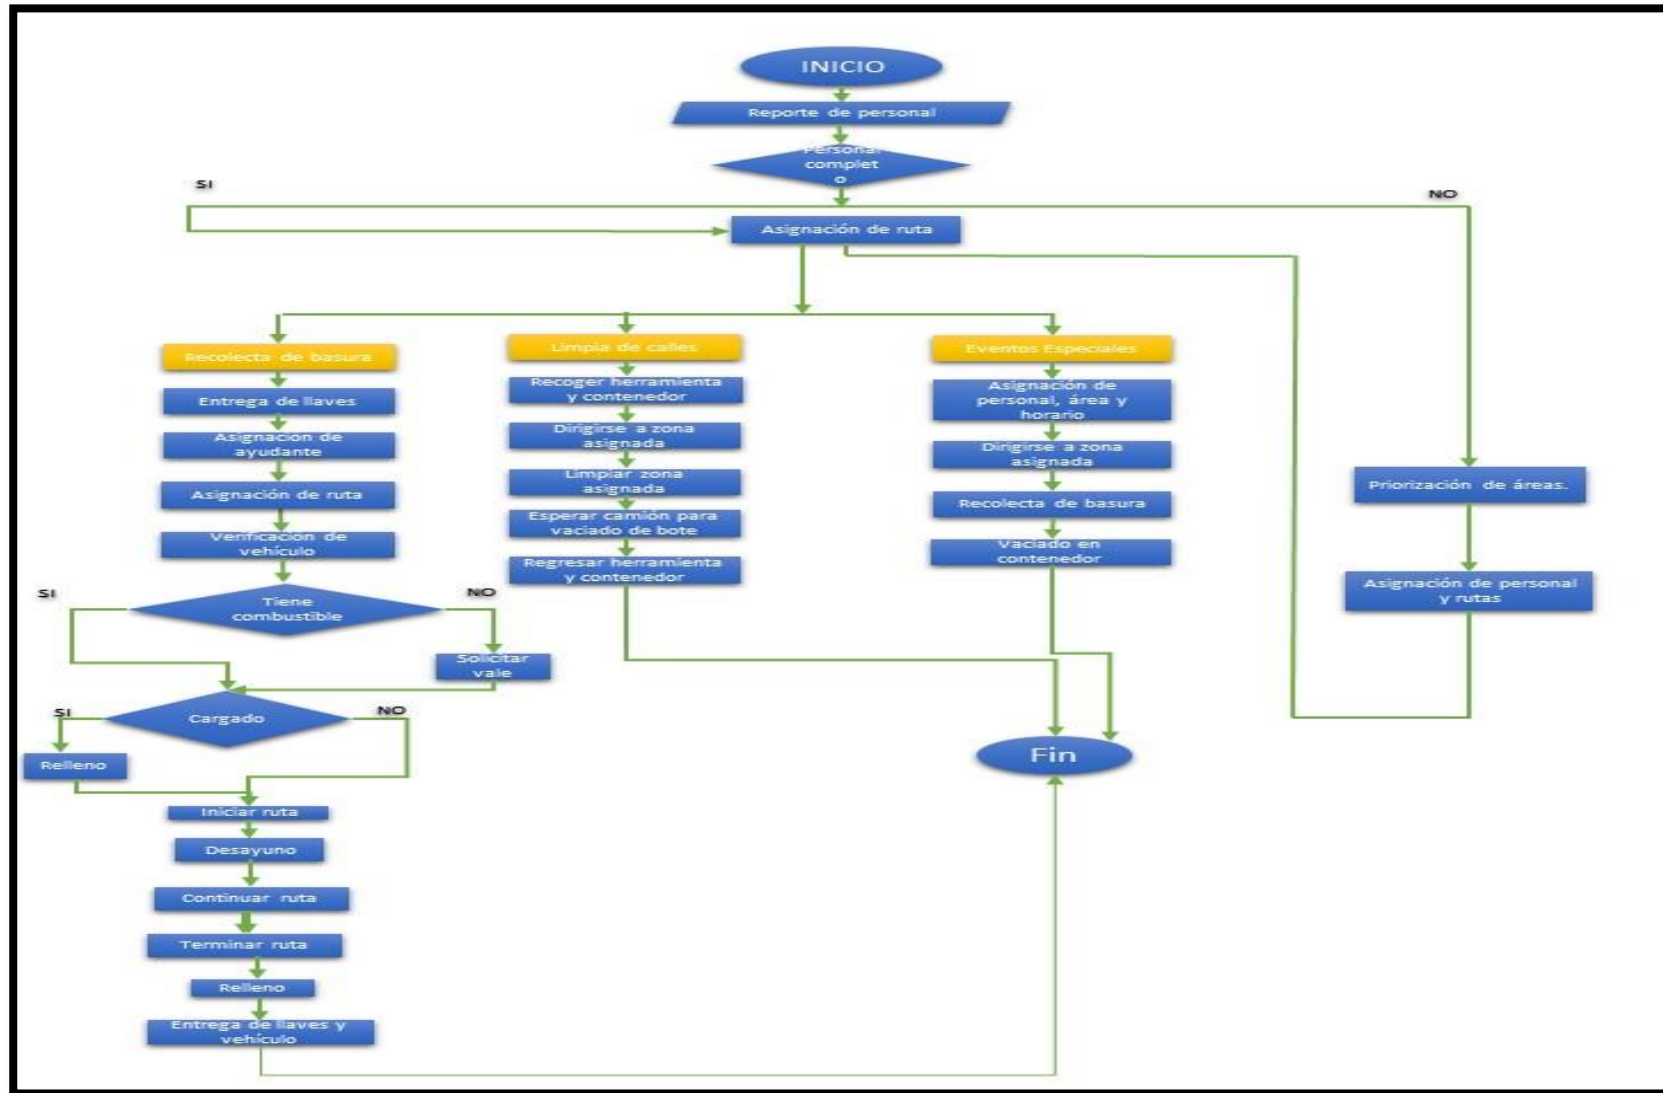 INICIO
Reporte de personal
Personal
complet
o
SI
NO
Asignación de ruta
Recolecta de basura
Entrega de llaves
Asignación de
ayudante
Asignación de ruta
Verificación de
vehículo
SI
Tiene
combustible
NO
Solicitar
vale
SI
Cargado
NO
Relleno
Iniciar ruta
Desayuno
Continuar ruta
Terminar ruta
Relleno
Entrega de llaves y
vehículo
Limpia de calles
Recoger herramienta
y contenedor
Dirigirse a zona
asignada
Limpiar zona
asignada
Esperar camión para
vaciado de bote
Regresar herramienta
y contenedor
Eventos Especiales
Asignación de
personal, área y
horario
Dirigirse a zona
asignada
Recolecta de basura
Vaciado en
contenedor
Priorización de áreas.
Asignación de personal
y rutas
Fin